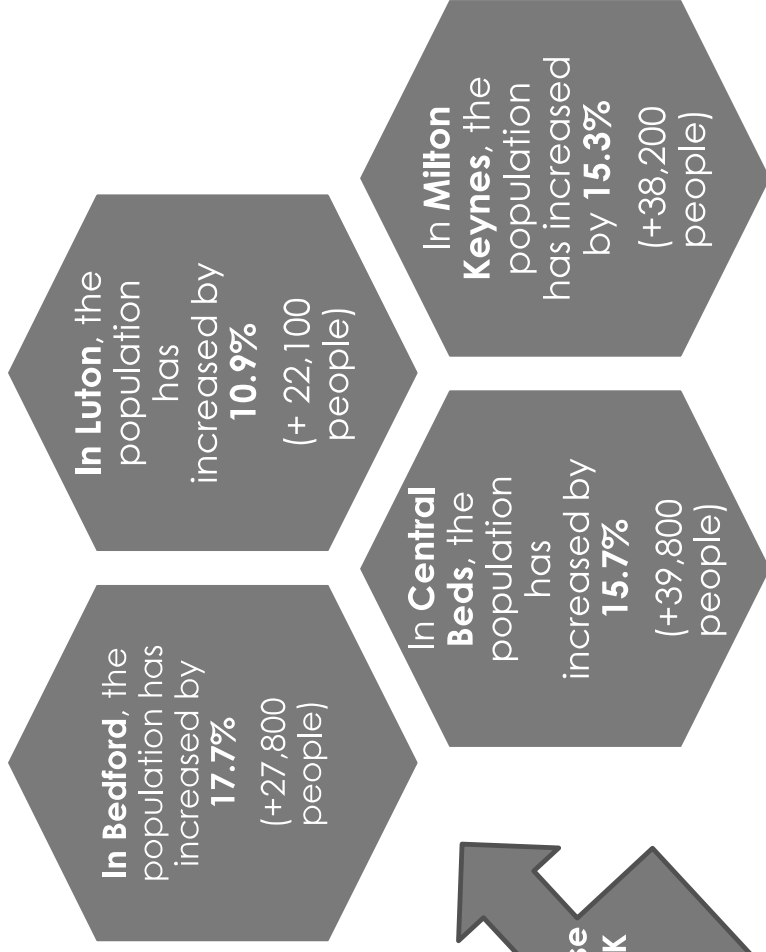 In Bedford, the
population has
increased by
17.7%
(+27,800
people)
In Luton, the
population
has
increased by
10.9%
(+ 22,100
people)
In Central
Beds, the
population
has
increased by
15.7%
(+39,800
people)
In Milton
Keynes, the
population
has increased
by 15.3%
(+38,200
people)